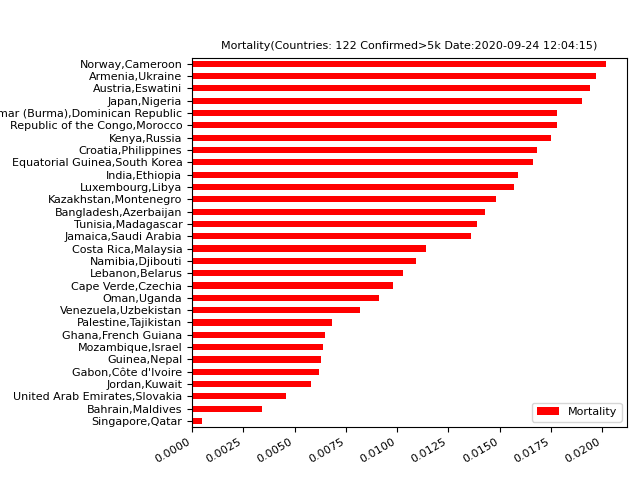 Mortality(Countries: 122 Confirmed>5k Date:2020-09-24 12:04:15)
Norway,Cameroon
Armenia,Ukraine
Austria,Eswatini
Japan,Nigeria
mar (Burma),Dominican Republic
Republic of the Congo,Morocco
Kenya,Russia
Croatia,Philippines
Equatorial Guinea,South Korea
India,Ethiopia
Luxembourg,Libya
Kazakhstan,Montenegro
Bangladesh,Azerbaijan
Tunisia,Madagascar
Jamaica,Saudi Arabia
Costa Rica,Malaysia
Namibia,Djibouti
Lebanon,Belarus
Cape Verde,Czechia
Oman,Uganda
Venezuela,Uzbekistan
Palestine,Tajikistan
Ghana,French Guiana
Mozambique,Israel
Guinea,Nepal
Gabon,Côte d'Ivoire
Jordan,Kuwait
United Arab Emirates,Slovakia
Bahrain,Maldives
Singapore,Qatar
Mortality
0.0000 0.0025 0.0050 0.0075 0.0100 0.0125 0.0150 0.0175 0.0200